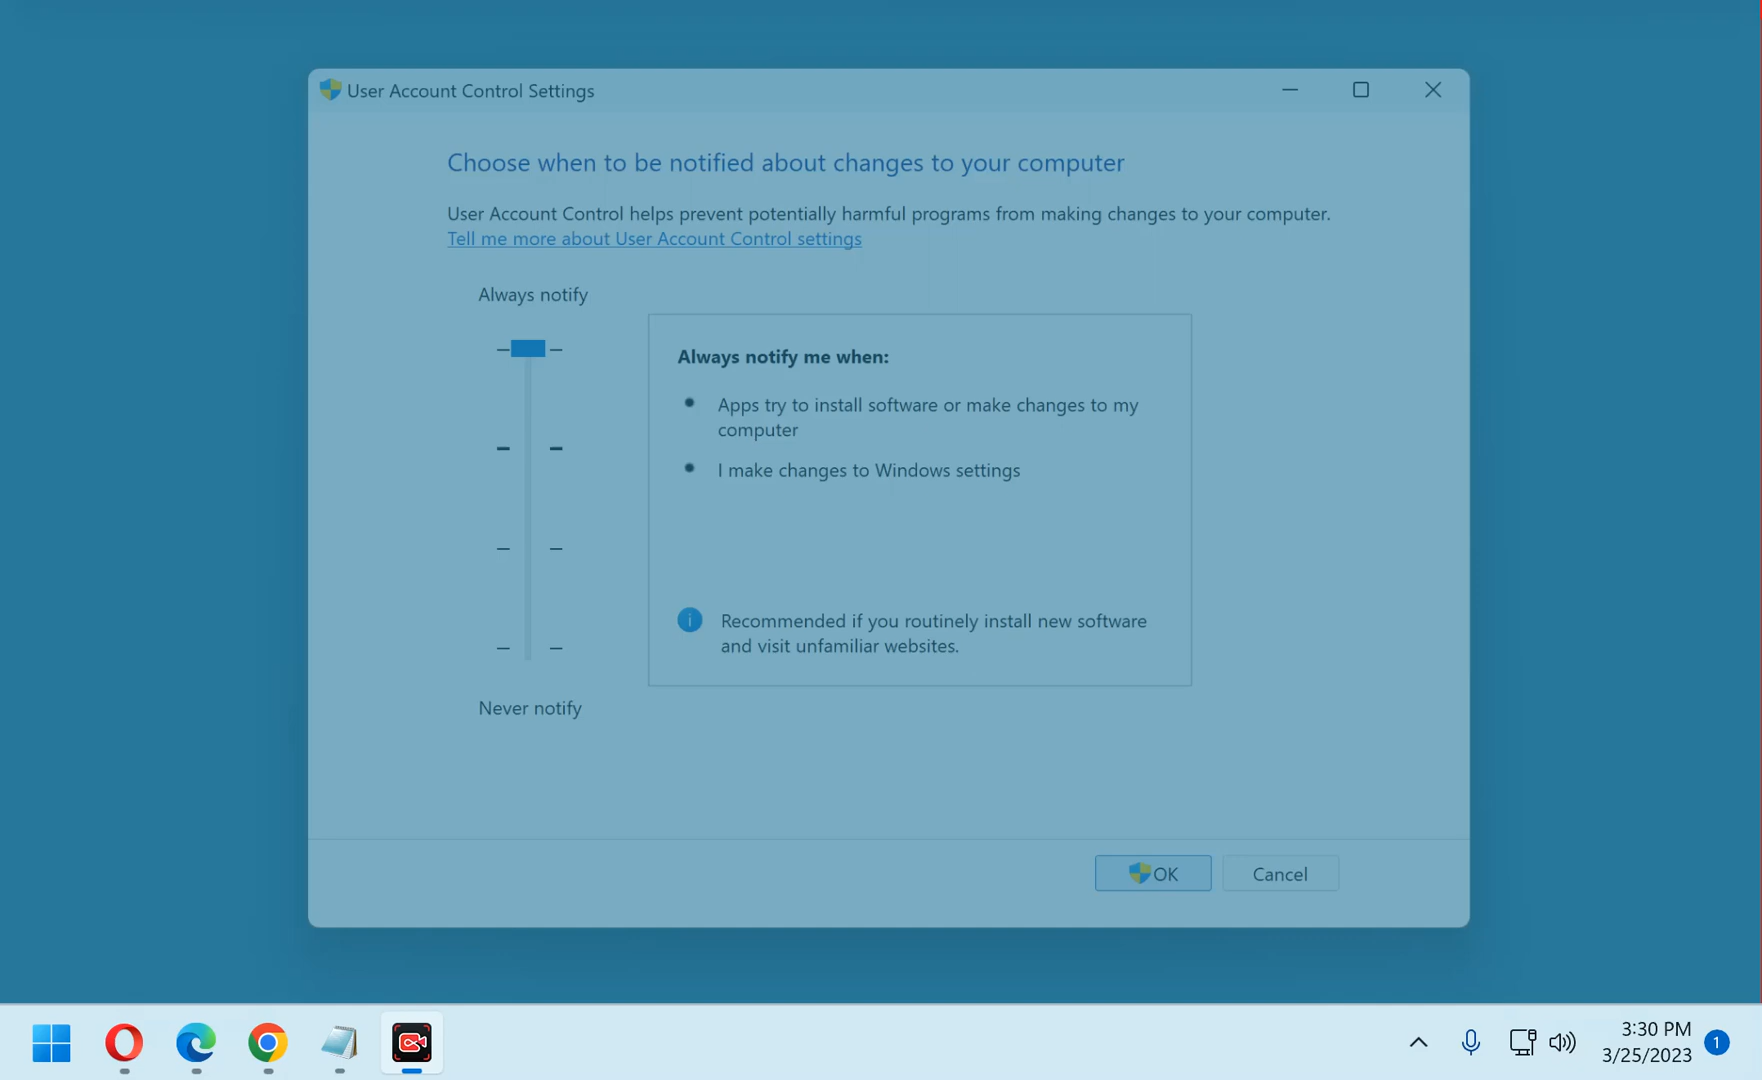 User Account Control Settings
Choose when to be notified about changes to your computer
User Account Control helps prevent potentially harmful programs from making changes to your computer.
Tell me more about User Account Control settings
Always notify
Always notify me when:
Apps try to install software or make changes to my
computer
I make changes to Windows settings
Recommended if you routinely install new software
and visit unfamiliar websites.
Never notify
OK
Cancel
3:30 PM
3/25/2023
1